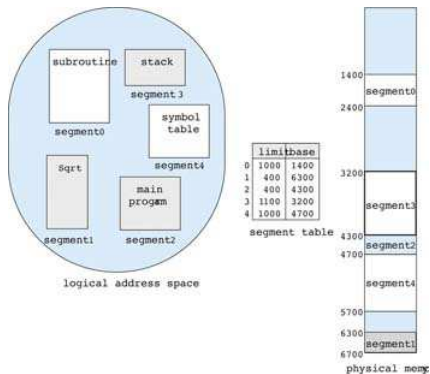 subroutine
segment0
stack
segment3
symbol
table
segment4
Sqrt
segment1
main
progam
segment2
logical address space
limit base
0 1000 1400
1 400 6300
2 400 4300
3 1100 3200
4 1000 4700
segment table
1400
segment0
2400
3200
segment3
4300
segment2
4700
segment4
5700
6300
segment1
6700
physical